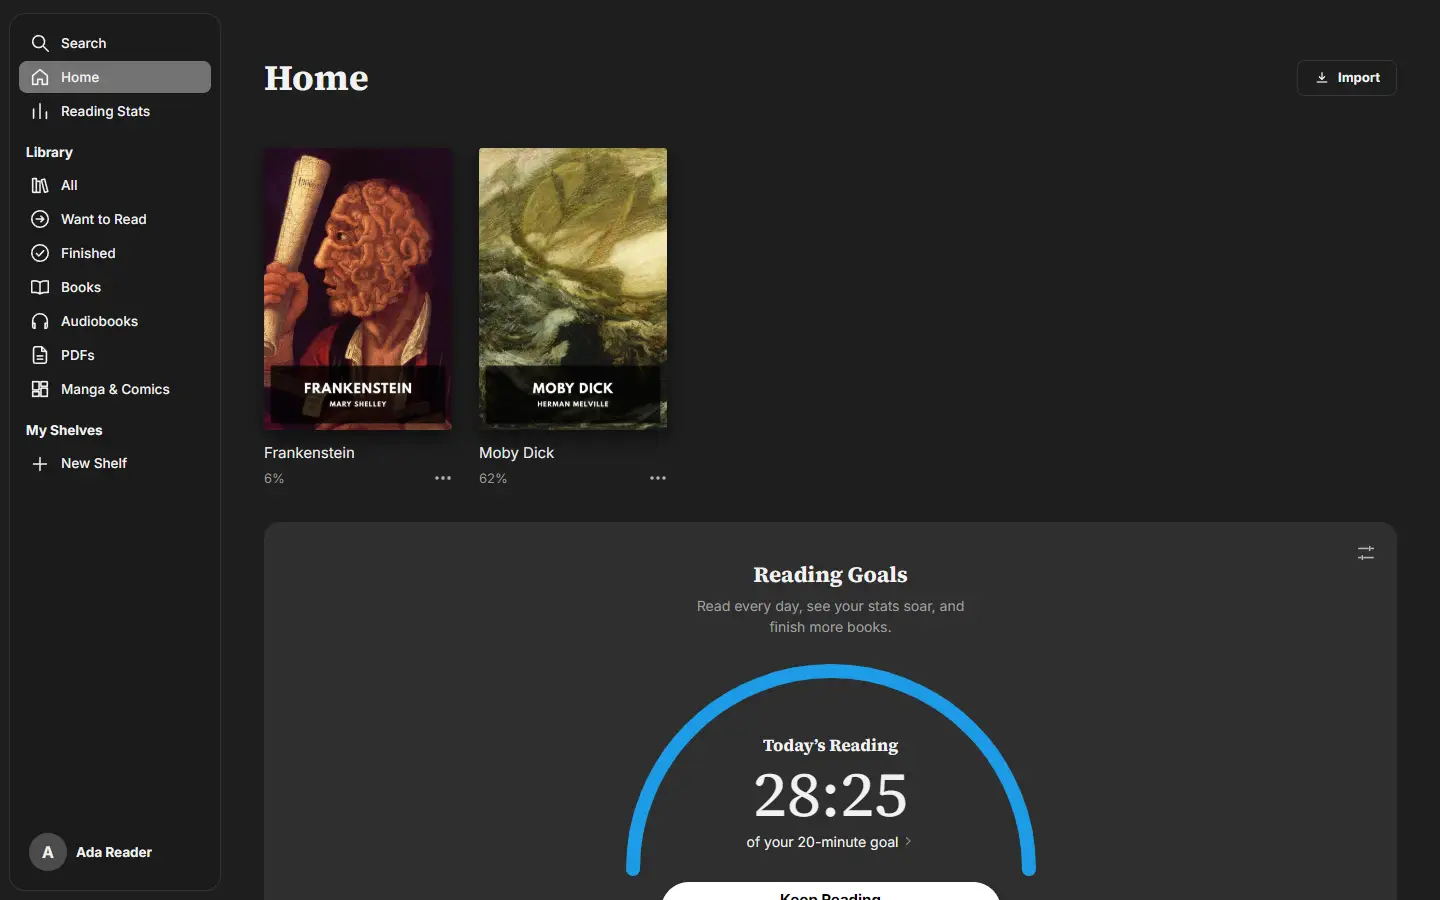 Search
Home
Reading Stats
Library
All
Want to Read
Finished
Books
Audiobooks
PDFs
Manga & Comics
My Shelves
New Shelf
A
Ada Reader
Home
Import
FRANKENSTEIN
MARY SHELLEY
Frankenstein
6%
MOBY DICK
HERMAN MELVILLE
Moby Dick
62%
Reading Goals
Read every day, see your stats soar, and
finish more books.
Today’s Reading
28:25
of your 20-minute goal
Keep Reading